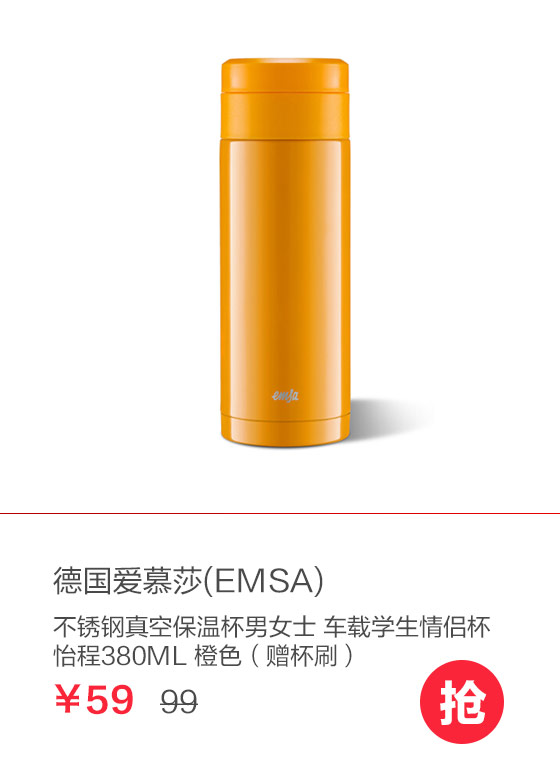 emsa
德国爱慕莎(EMSA)
不锈钢真空保温杯男女士 车载学生情侣杯
怡程380ML 橙色（赠杯刷）
￥59 99
抢